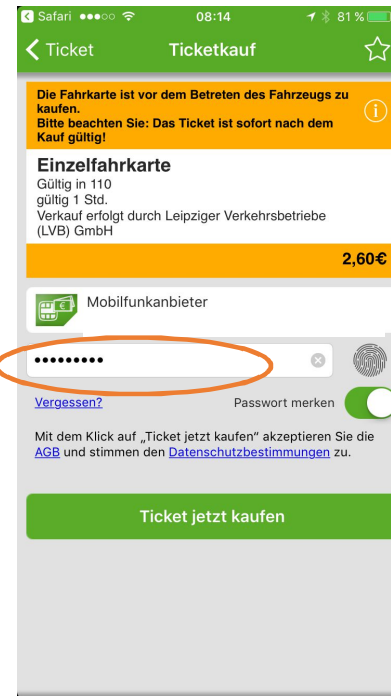 Safari 08:14 81 %
Ticket Ticketkauf
Die Fahrkarte ist vor dem Betreten des Fahrzeugs zu
kaufen.
Bitte beachten Sie: Das Ticket ist sofort nach dem
Kauf gültig!
Einzelfahrkarte
Gültig in 110
gültig 1 Std.
Verkauf erfolgt durch Leipziger Verkehrsbetriebe
(LVB) GmbH
2,60€
Mobilfunkanbieter
•••••••••
Vergessen? Passwort merken
Mit dem Klick auf „Ticket jetzt kaufen“ akzeptieren Sie die
AGB und stimmen den Datenschutzbestimmungen zu.
Ticket jetzt kaufen